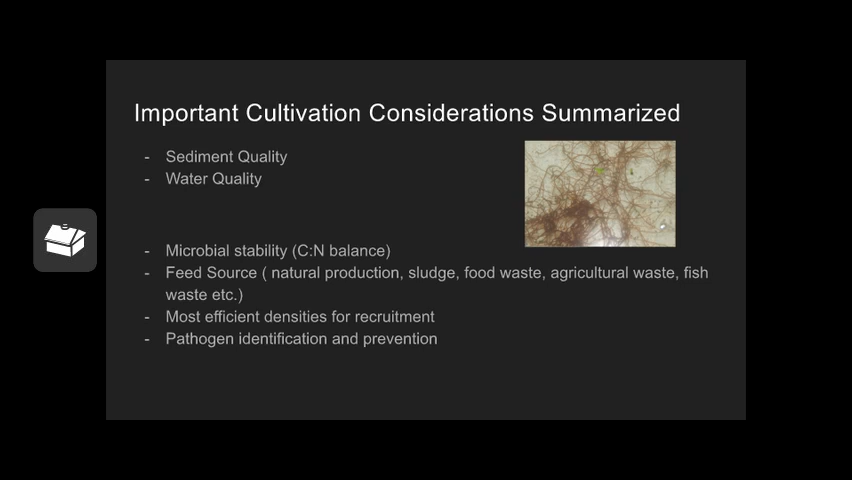 Important Cultivation Considerations Summarized
- Sediment Quality
- Water Quality
- Microbial stability (C:N balance)
- Feed Source ( natural production, sludge, food waste, agricultural waste, fish
waste etc.)
- Most efficient densities for recruitment
- Pathogen identification and prevention